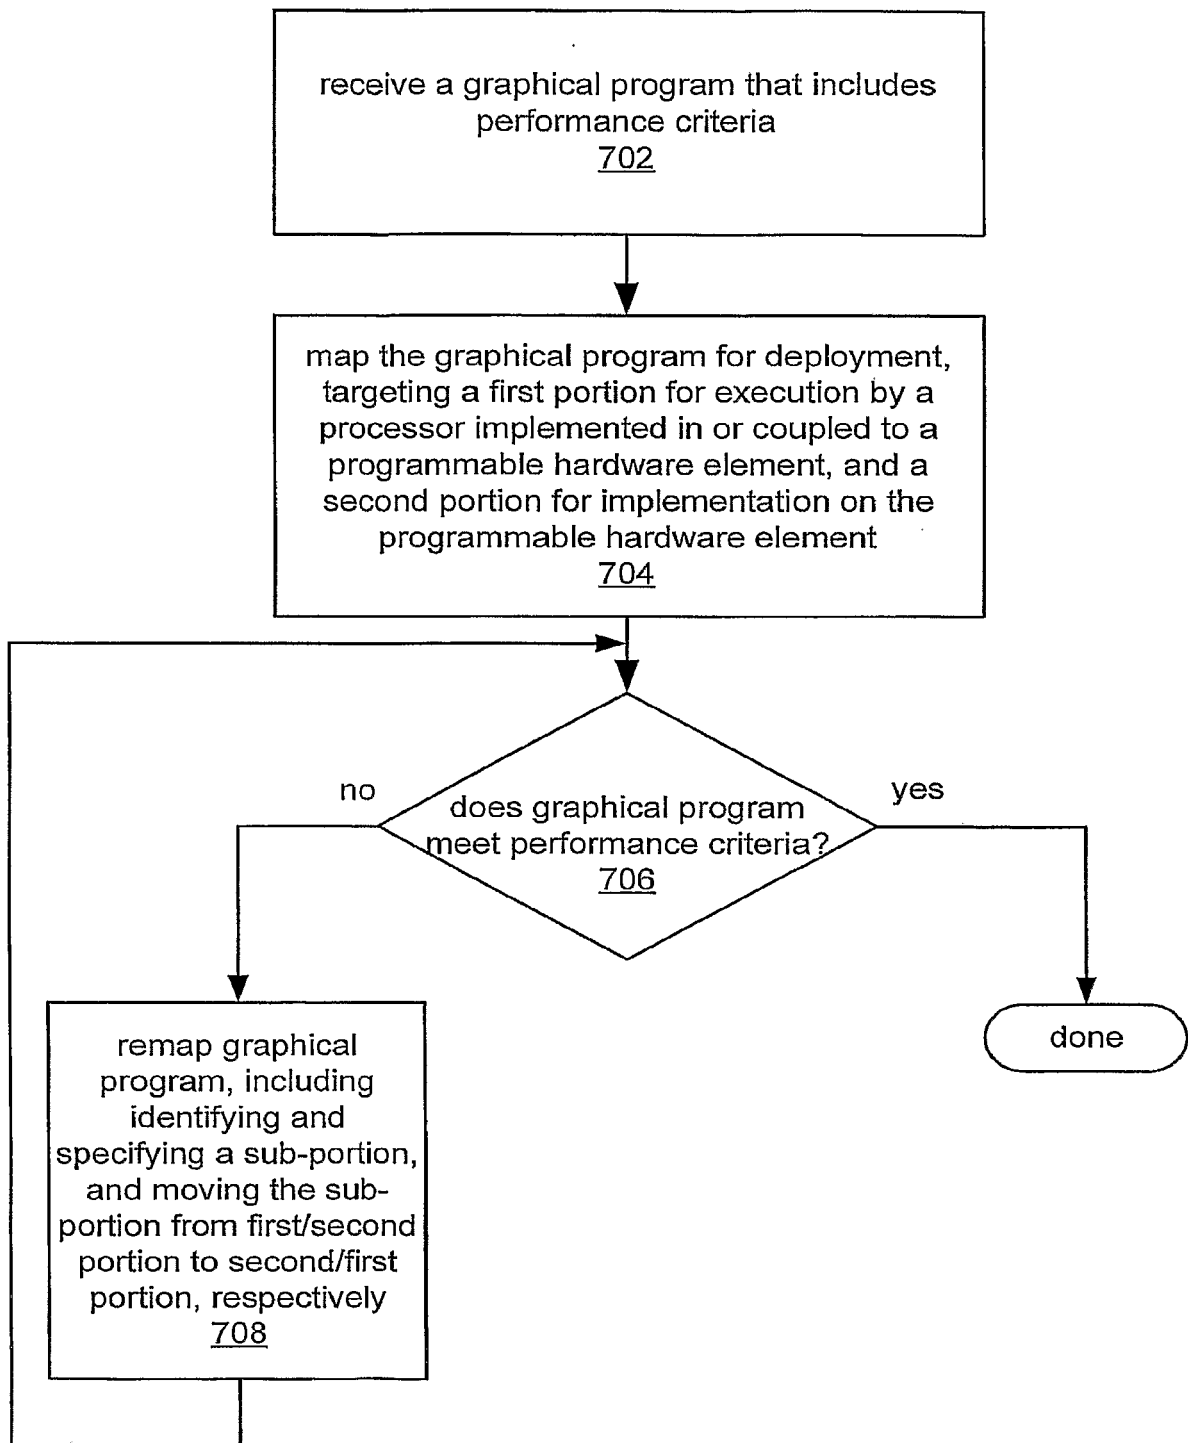 receive a graphical program that includes
performance criteria
702
map the graphical program for deployment,
targeting a first portion for execution by a
processor implemented in or coupled to a
programmable hardware element, and a
second portion for implementation on the
programmable hardware element
704
no
yes
does graphical program
meet performance criteria?
706
remap graphical
program, including
identifying and
specifying a sub-portion,
and moving the sub-
portion from first/second
portion to second/first
portion, respectively
708
done